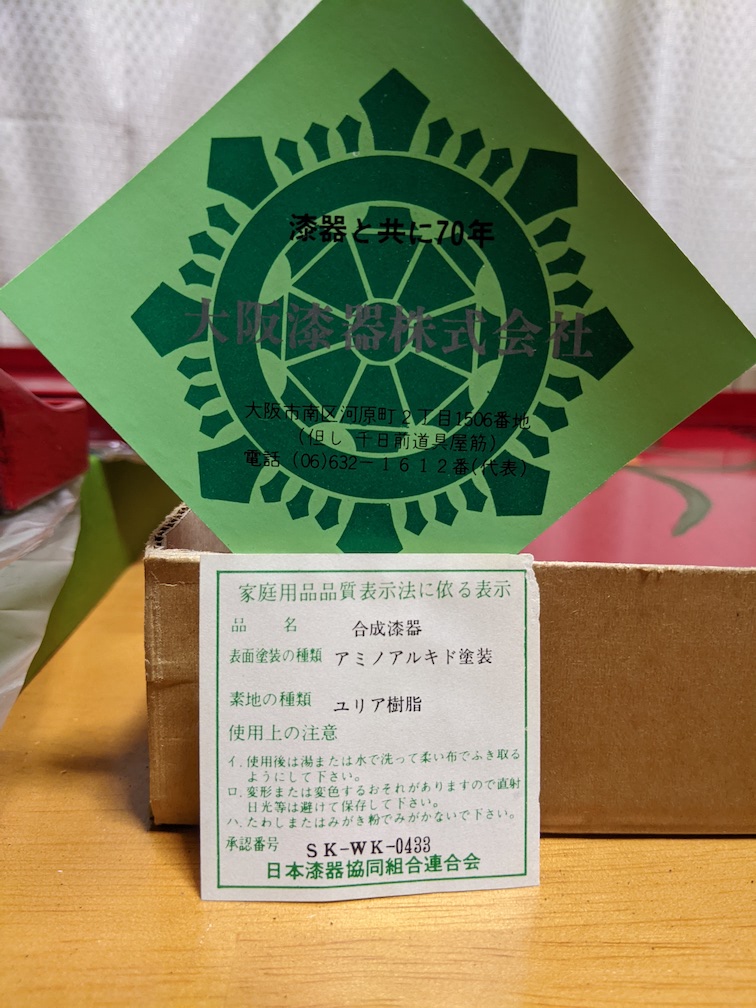 漆器と共に70年
大阪漆器株式会社
大阪市南区河原町2丁目1506番地
(但し 千日前道具屋筋)
電話 (06)632-1612番(代表)
家庭用品品質表示法に依る表示
品 名 合成漆器
表面塗装の種類 アミノアルキド塗装
素地の種類 ユリア樹脂
使用上の注意
イ.使用後は湯または水で洗って柔い布でふき取る
ようにして下さい。
ロ.変形または変色するおそれがありますので直射
日光等は避けて保存して下さい。
ハ.たわしまたはみがき粉でみがかないで下さい。
承認番号 SK-WK-0433
日本漆器協同組合連合会